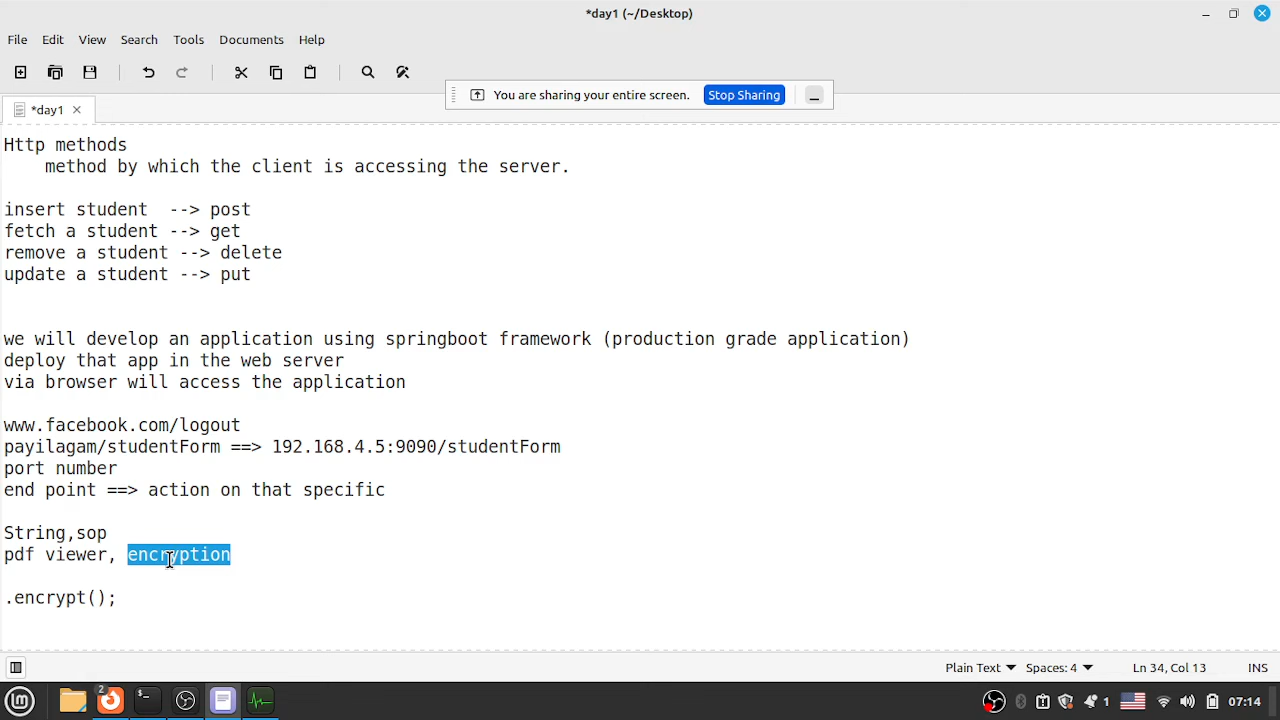 *day1 (~/Desktop)
File Edit View Search Tools Documents Help
You are sharing your entire screen. Stop Sharing
*day1
Http methods
method by which the client is accessing the server.
insert student --> post
fetch a student --> get
remove a student --> delete
update a student --> put
we will develop an application using springboot framework (production grade application)
deploy that app in the web server
via browser will access the application
www.facebook.com/logout
payilagam/studentForm ==> 192.168.4.5:9090/studentForm
port number
end point ==> action on that specific
String,sop
pdf viewer, encryption
.encrypt();
Plain Text Spaces: 4 Ln 34, Col 13 INS
2 1 07:14